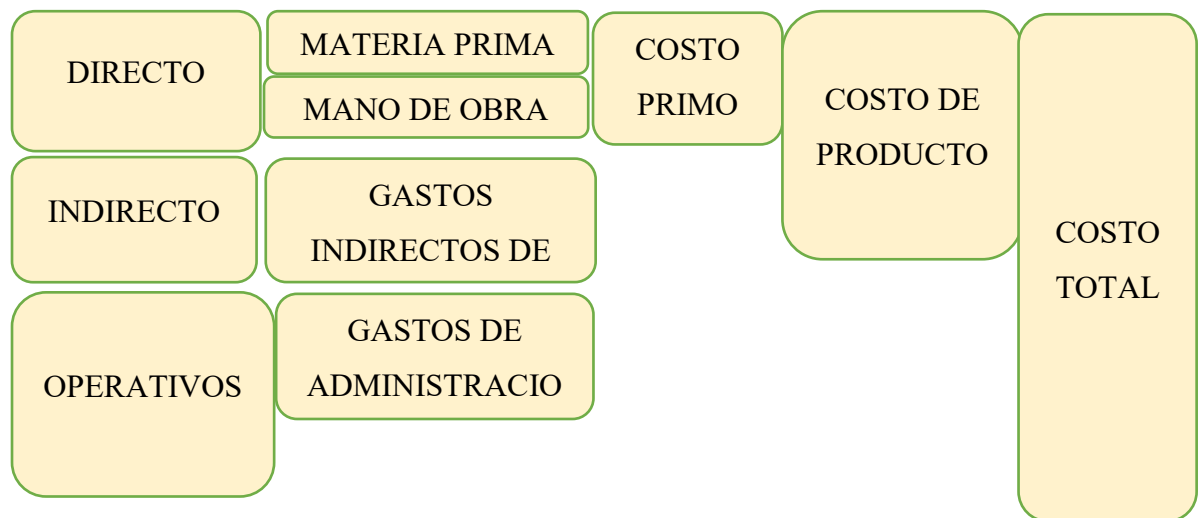 DIRECTO
MATERIA PRIMA
MANO DE OBRA
COSTO
PRIMO
COSTO DE
PRODUCTO
COSTO
TOTAL
INDIRECTO
GASTOS
INDIRECTOS DE
OPERATIVOS
GASTOS DE
ADMINISTRACIO